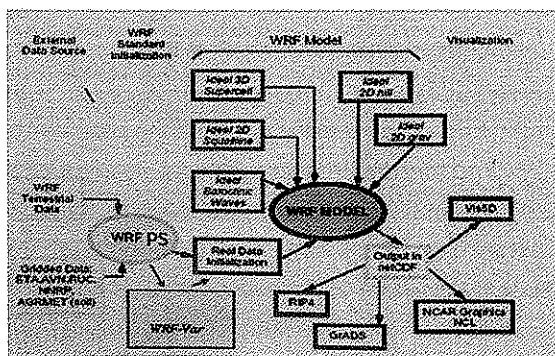 External
Data Source
WRF
Standard
Initialization
WRF Model
Visualization
Ideal 3D
Supercell
Ideal
2D hill
Ideal 2D
Squall line
Ideal
2D grav
Ideal
Baroclinic
Waves
WRF MODEL
WRF
Terrestrial
Data
WRF PS
Vis5D
Real Data
Initialization
Output in
netCDF
Gridded Data:
ETA,AVN,RUC,
NNRP,
AGRMET (soil)
WRF-Var
RIP4
GrADS
NCAR Graphics
NCL